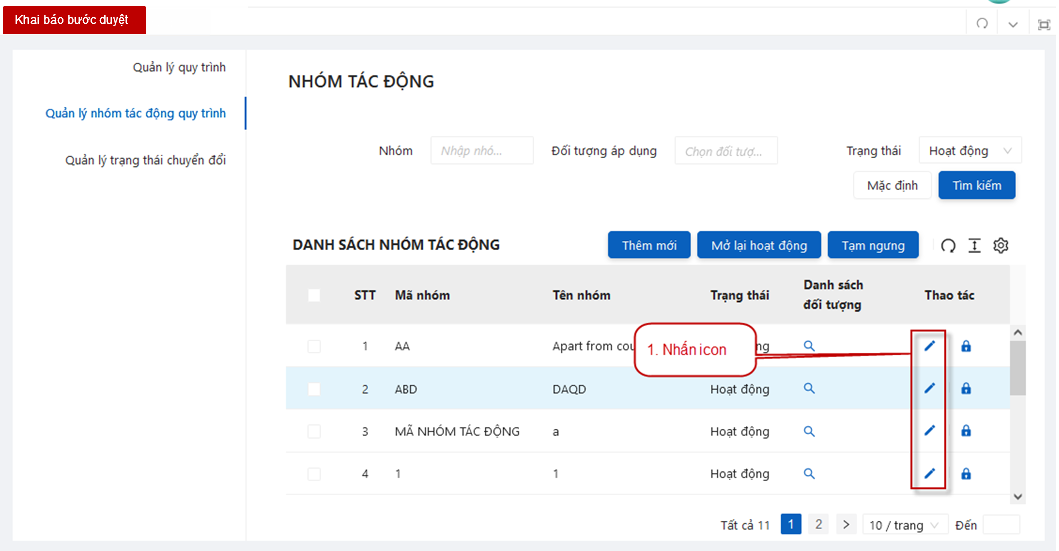 Khai báo bước duyệt
Quản lý quy trình
Quản lý nhóm tác động quy trình
Quản lý trạng thái chuyển đổi
NHÓM TÁC ĐỘNG
Nhóm Nhập nhó... Đối tượng áp dụng Chọn đối tượ... Trạng thái Hoạt động
Mặc định Tìm kiếm
DANH SÁCH NHÓM TÁC ĐỘNG Thêm mới Mở lại hoạt động Tạm ngưng
STT Mã nhóm Tên nhóm Trạng thái Danh sách đối tượng Thao tác
1 AA Apart from cou ng
1. Nhấn icon
2 ABD DAQD Hoạt động
3 MÃ NHÓM TÁC ĐỘNG a Hoạt động
4 1 1 Hoạt động
Tất cả 11 1 2 > 10 / trang Đến